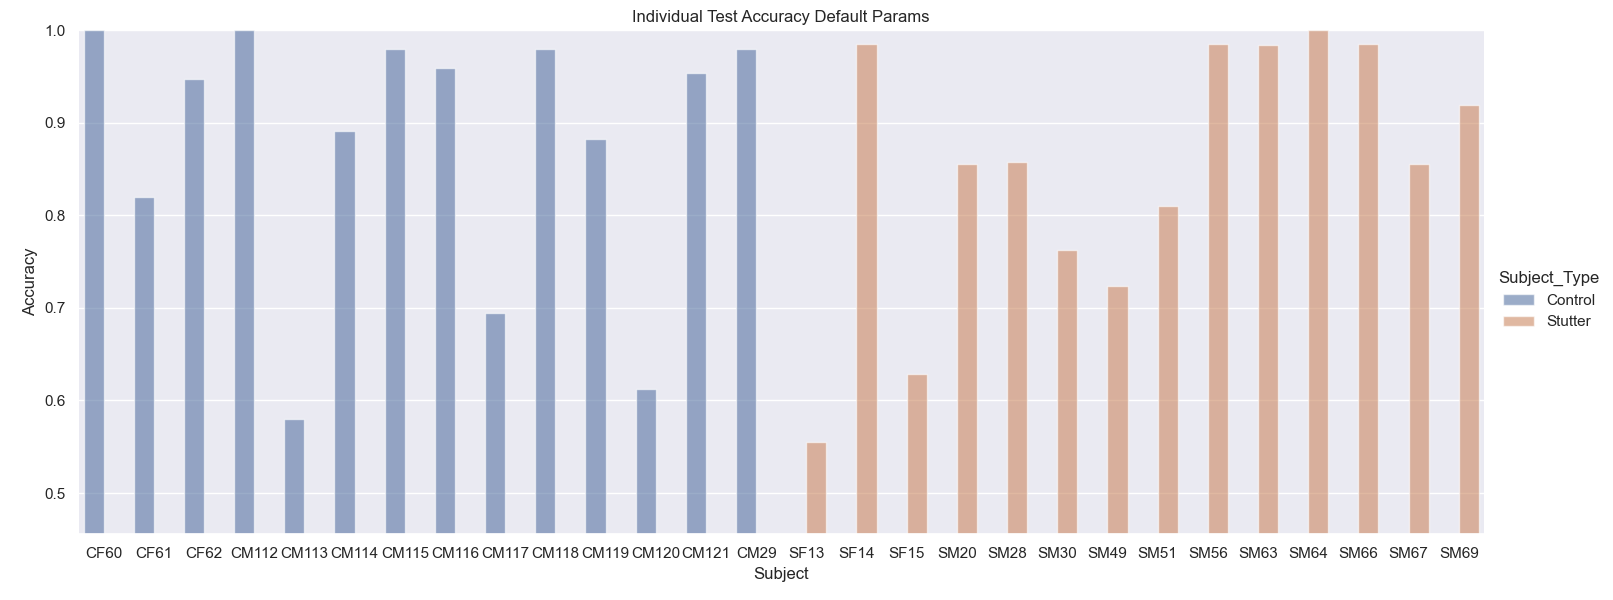 Individual Test Accuracy Default Params
1.0
0.9
0.8
0.7
0.6
0.5
Accuracy
CF60 CF61 CF62 CM112 CM113 CM114 CM115 CM116 CM117 CM118 CM119 CM120 CM121 CM29 SF13 SF14 SF15 SM20 SM28 SM30 SM49 SM51 SM56 SM63 SM64 SM66 SM67 SM69
Subject
Subject_Type
Control
Stutter